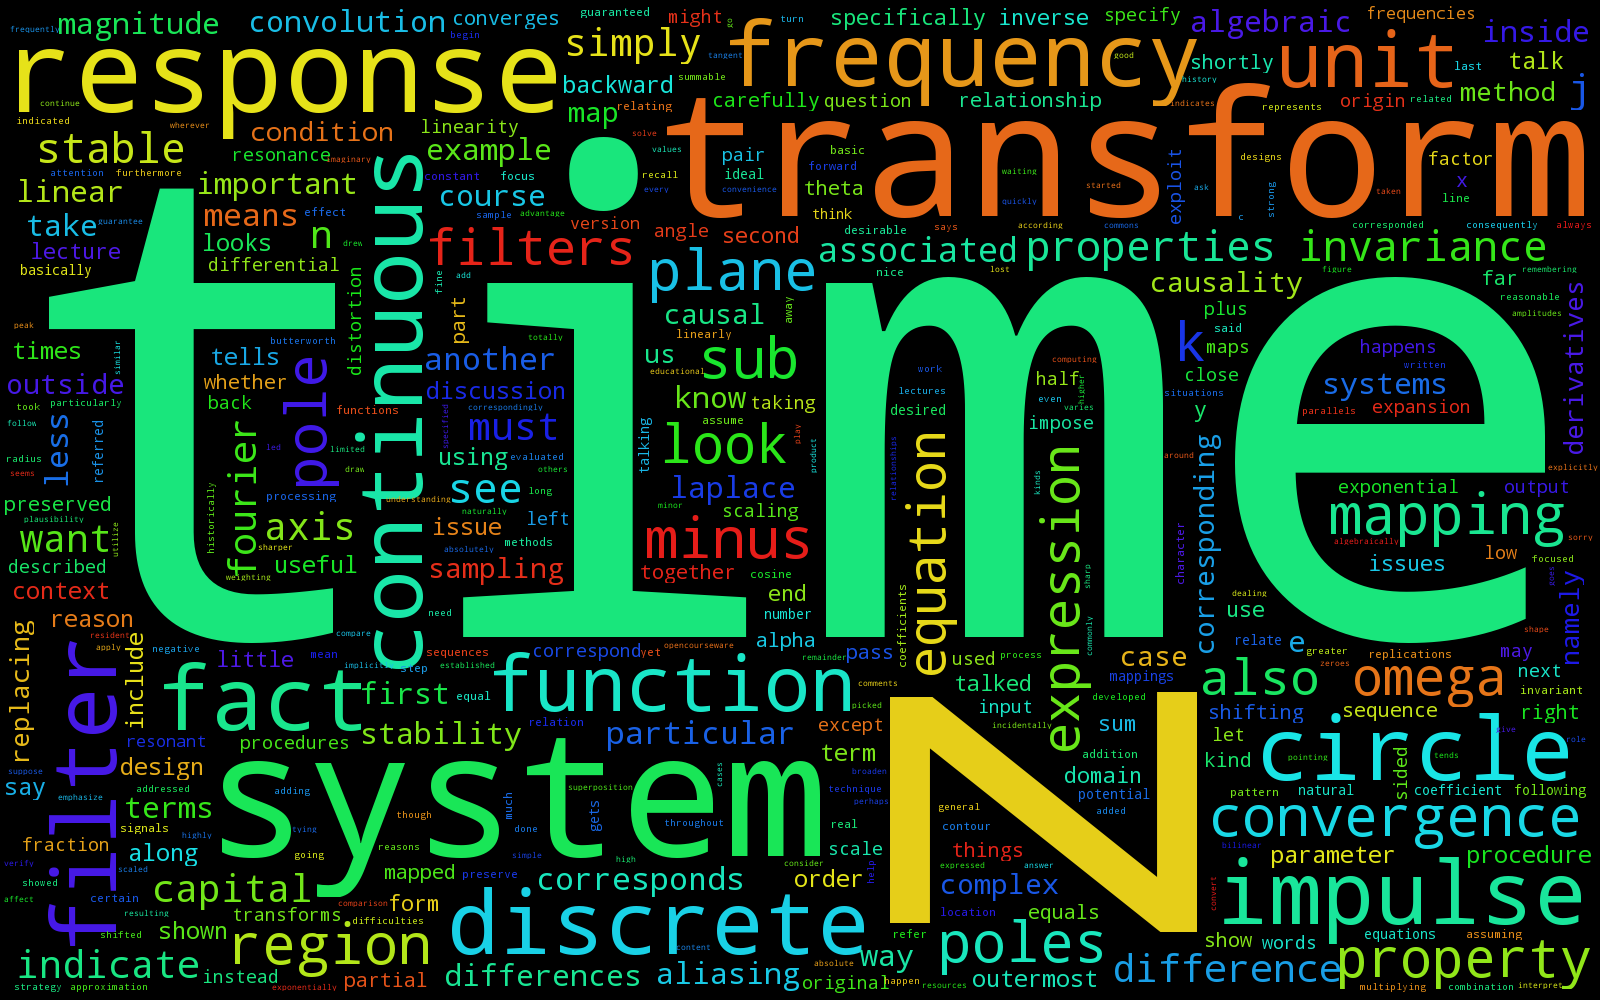 magnitude
convolution
converges
guaranteed
might
specifically
inverse
specify
algebraic
frequencies
inside
frequently
begin
simply
tangent
go
turn
good
frequency
unit
shortly
last
talk
response
backward
summable
history
method
j
continue
map
relating
carefully
question
relationship
indicates
represents
origin
related
indicated
wherever
condition
linearity
solve
transform
stable
resonance
imaginary
example
values
pair
basic
designs
factor
attention
furthermore
constant
focus
recall
ideal
forward
exploit
x
linear
important
course
every
convenience
theta
waiting
started
ask
strong
taken
line
take
guarantee
means
effect
sample
advantage
think
quickly
n
version
angle
second
desirable
says
according
commons
c
corresponded
consequently
always
lecture
looks
drew
filters
associated
properties
invariance
basically
differential
plane
nice
lost
figure
remembering
continuous
distortion
fine
add
causality
far
reasonable
peak
butterworth
part
causal
away
plus
amplitudes
times
tells
similar
linearly
said
derivatives
totally
time
k
maps
happens
another
us
sub
computing
outside
pole
whether
educational
work
half
close
written
systems
discussion
know
taking
lectures
even
higher
situations
took
particularly
back
functions
correspondingly
assume
desired
varies
impose
y
parallels
expansion
follow
less
referred
fourier
led
limited
specified
must
look
talking
play
radius
using
evaluated
others
product
relationships
equation
expression
corresponding
around
explicitly
seems
processing
draw
see
long
laplace
kinds
character
exponential
output
preserved
historically
understanding
naturally
minor
scaling
mapping
plausibility
axis
issue
left
want
utilize
sharper
absolutely
methods
minus
algebraically
low
sorry
described
weighting
useful
sampling
together
cosine
sharp
issues
focused
context
end
coefficients
commonly
dealing
goes
namely
reason
resident
compare
need
number
use
apply
include
sequences
opencourseware
alpha
relate
e
shape
replacing
filter
negative
little
mean
implicit
step
correspond
yet
established
remainder
pass
used
process
case
greater
zeroes
replications
may
fact
first
equal
function
comments
talked
mappings
also
omega
next
invariant
picked
input
developed
resonant
procedures
stability
relation
particular
except
incidentally
sum
shifting
sequence
right
suppose
design
term
addition
let
circle
give
role
say
addressed
adding
system
cases
superposition
broaden
domain
kind
pointing
tends
emphasize
terms
though
much
gets
throughout
technique
perhaps
potential
pattern
natural
sided
coefficient
following
signals
highly
tying
reasons
done
real
general
added
convergence
verify
fraction
along
going
simple
scale
contour
bilinear
scaled
high
consider
things
parameter
procedure
showed
mapped
preserve
help
expressed
answer
affect
certain
capital
corresponds
order
complex
convert
impulse
resulting
transforms
comparison
form
location
equals
shifted
shown
difficulties
discrete
refer
poles
show
words
equations
assuming
indicate
region
content
absolute
way
property
instead
partial
differences
aliasing
original
happen
resources
outermost
difference
strategy
approximation
exponentially
multiplying
combination
interpret